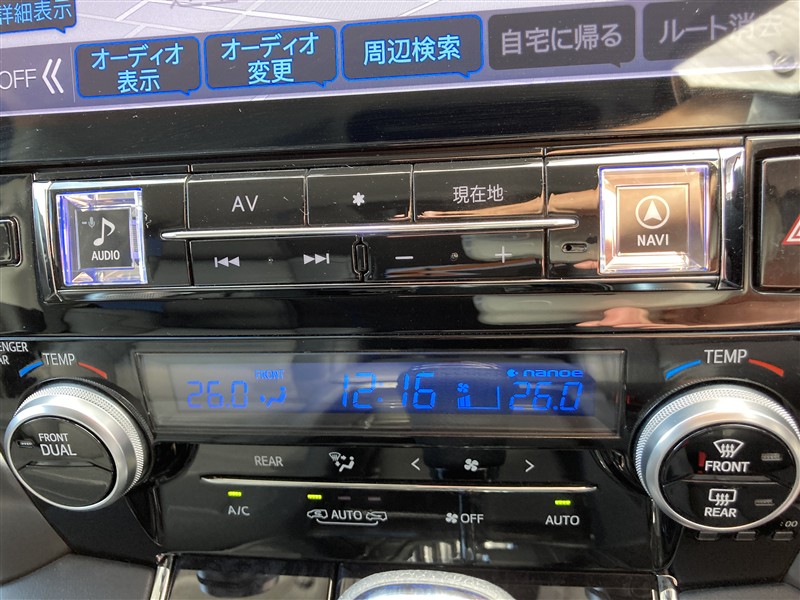 詳細表示
OFF
オーディオ
表示
オーディオ
変更
周辺検索
自宅に帰る
ルート消去
AV
*
現在地
AUDIO
NAVI
TEMP
26.0
12:16
nanoe
26.0
TEMP
FRONT
DUAL
REAR
FRONT
REAR
A/C
AUTO
OFF
AUTO
:00